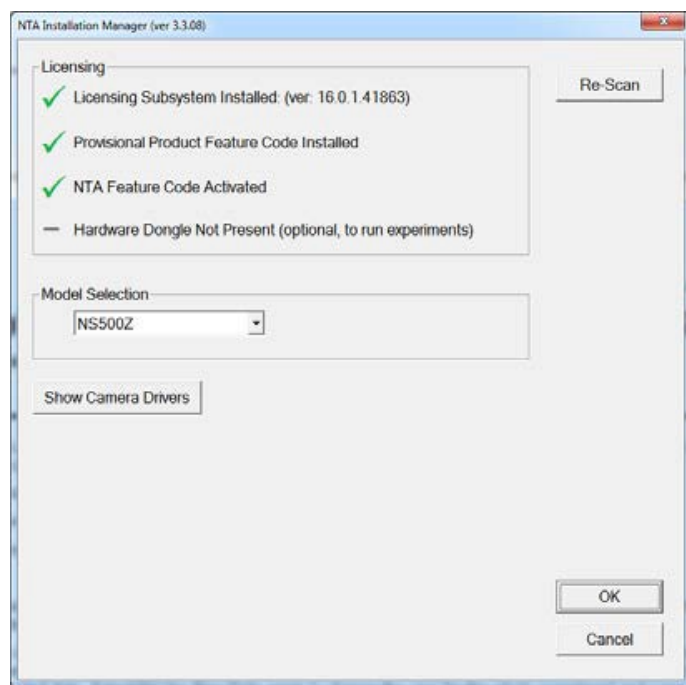 NTA Installation Manager (ver 3.3.08)
x
Licensing
Licensing Subsystem Installed: (ver: 16.0.1.41863)
Provisional Product Feature Code Installed
NTA Feature Code Activated
Hardware Dongle Not Present (optional, to run experiments)
Re-Scan
Model Selection
NS500Z
Show Camera Drivers
OK
Cancel